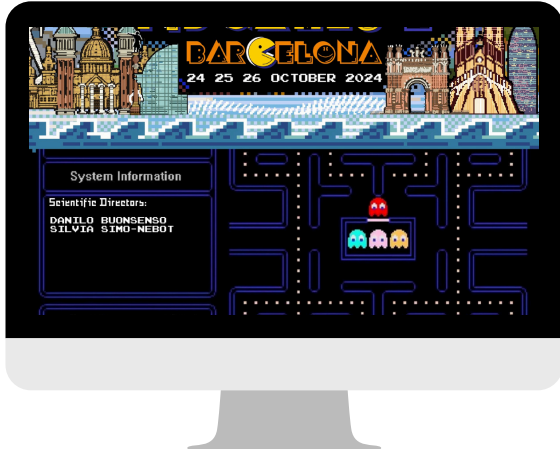 BARCELONA
24 25 26 OCTOBER 2024
System Information
Scientific Directors:
DANILO BUONSENSO
SILVIA SIMO-NEBOT